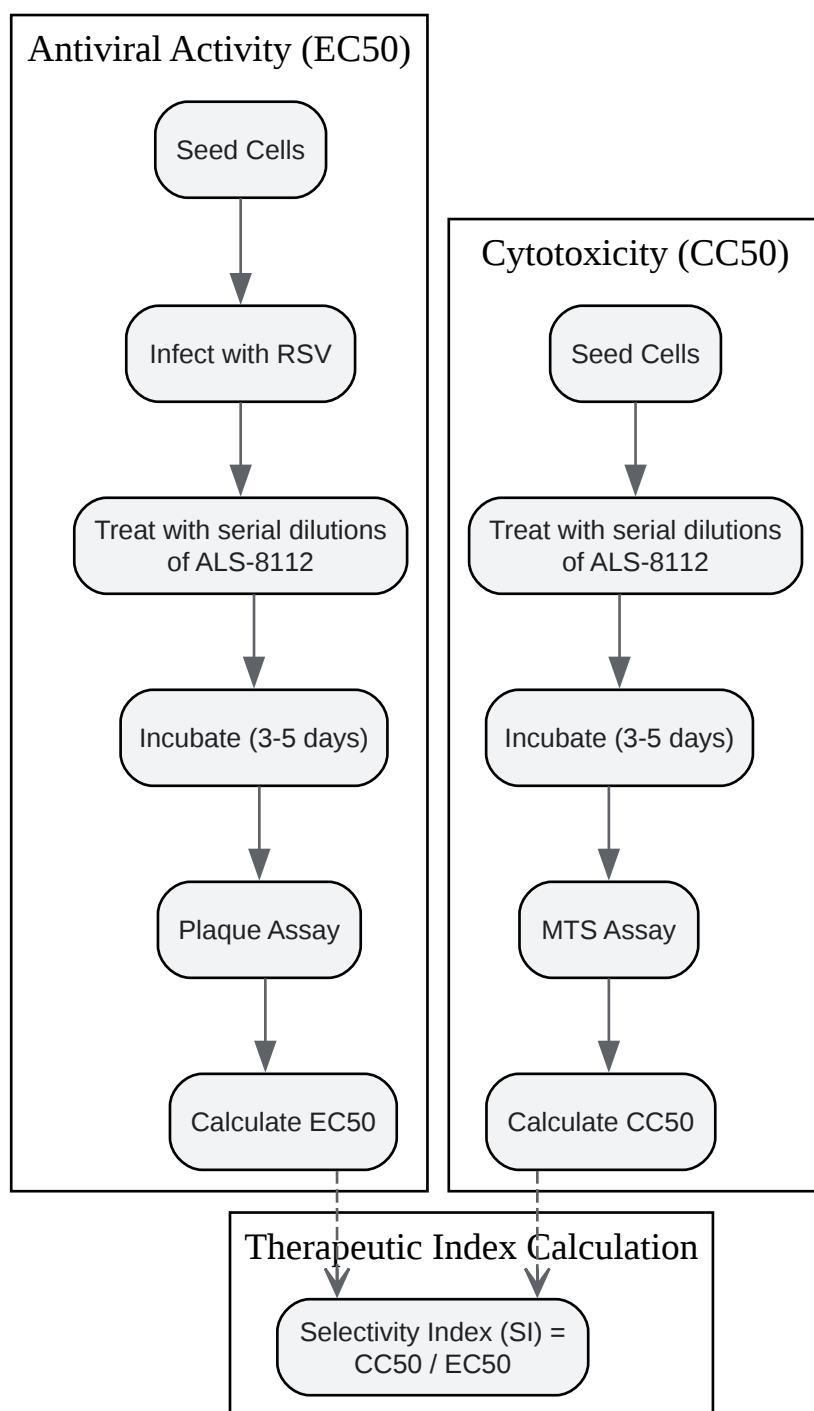 Antiviral Activity (EC50)
Seed Cells
Infect with RSV
Treat with serial dilutions
of ALS-8112
Incubate (3-5 days)
Plaque Assay
Calculate EC50
Cytotoxicity (CC50)
Seed Cells
Treat with serial dilutions
of ALS-8112
Incubate (3-5 days)
MTS Assay
Calculate CC50
Therapeutic Index Calculation
Selectivity Index (SI) =
CC50 / EC50